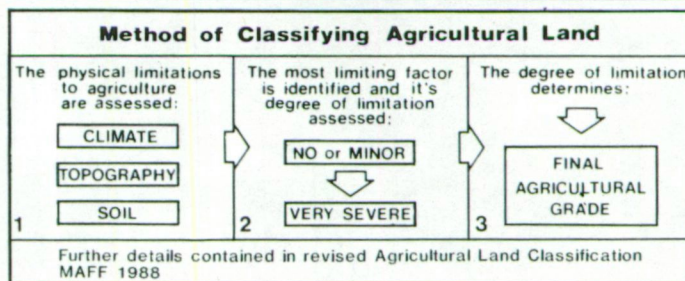 Method of Classifying Agricultural Land
The physical limitations
to agriculture
are assessed:
CLIMATE
TOPOGRAPHY
SOIL
1
The most limiting factor
is identified and it's
degree of limitation
assessed:
NO or MINOR
VERY SEVERE
2
The degree of limitation
determines:
FINAL
AGRICULTURAL
GRADE
3
Further details contained in revised Agricultural Land Classification
MAFF 1988